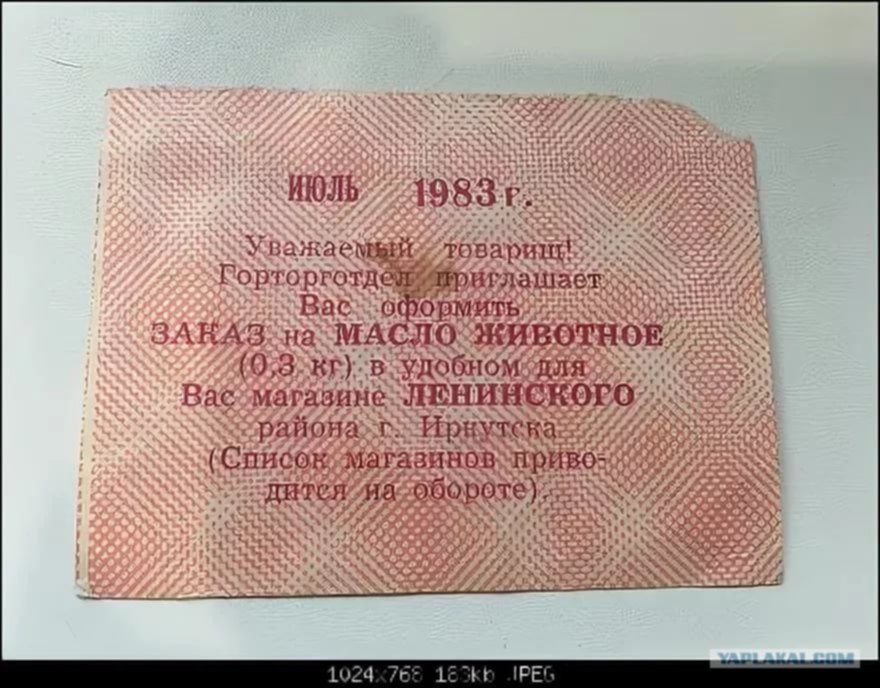 ИЮЛЬ 1983 г.
Уважаемый товарищ!
Горторготдел приглашает
Вас оформить
ЗАКАЗ на МАСЛО ЖИВОТНОЕ
(0,3 кг) в удобном для
Вас магазине ЛЕНИНСКОГО
района г. Иркутска
(Список магазинов приво-
дится на обороте).
YAPLAKAL.COM
1024x768 183kb JPEG